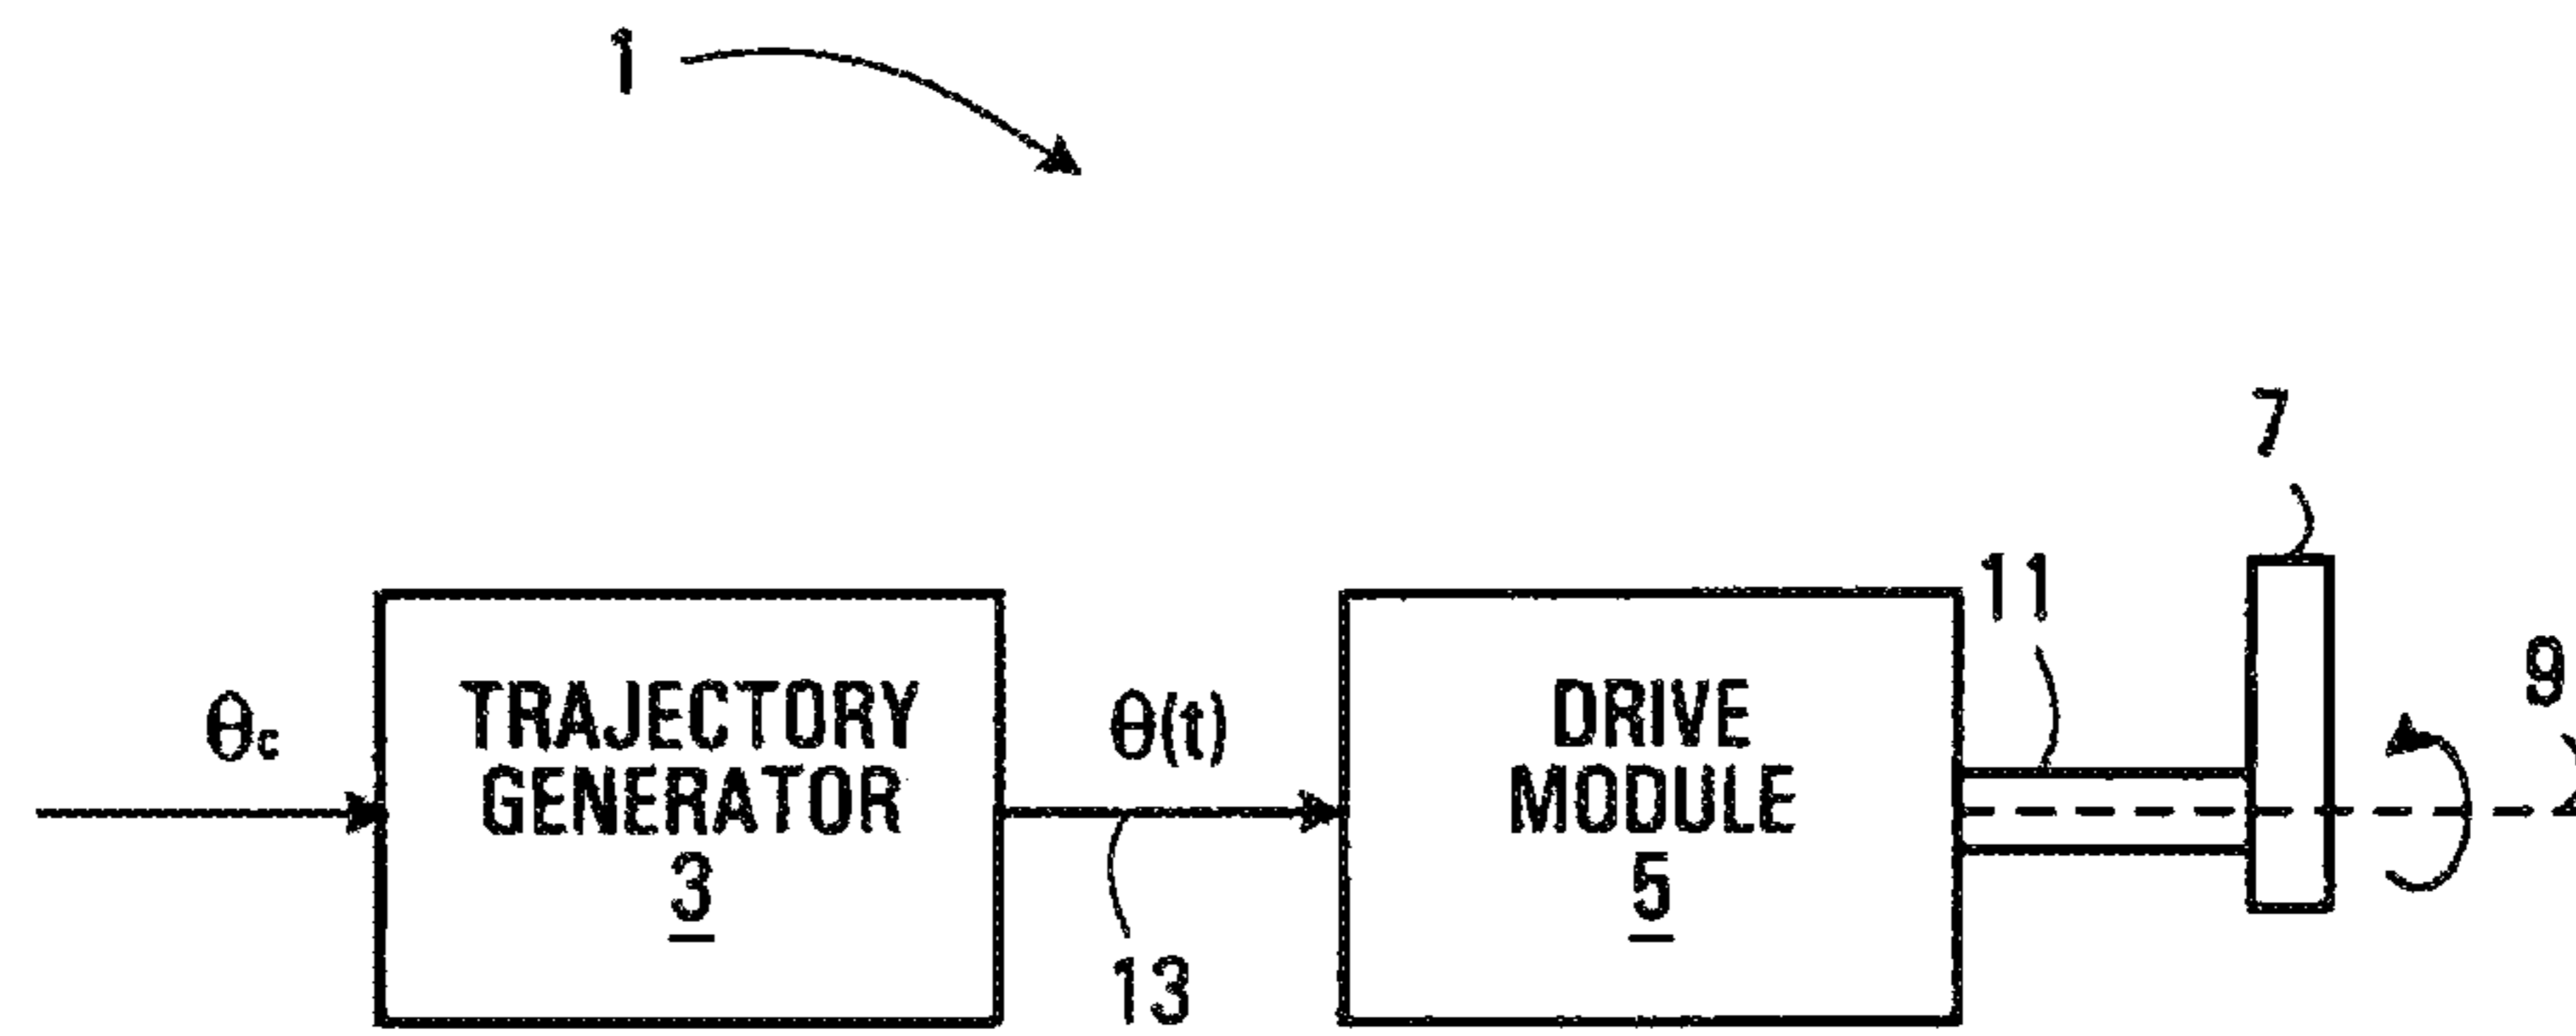 1
7
11
9
θc
TRAJECTORY
GENERATOR
3
θ(t)
13
DRIVE
MODULE
5